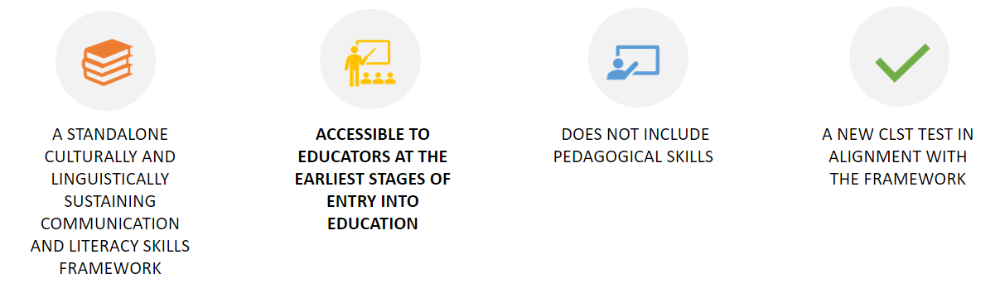 A STANDALONE
CULTURALLY AND
LINGUISTICALLY
SUSTAINING
COMMUNICATION
AND LITERACY SKILLS
FRAMEWORK
ACCESSIBLE TO
EDUCATORS AT THE
EARLIEST STAGES OF
ENTRY INTO
EDUCATION
DOES NOT INCLUDE
PEDAGOGICAL SKILLS
A NEW CLST TEST IN
ALIGNMENT WITH
THE FRAMEWORK